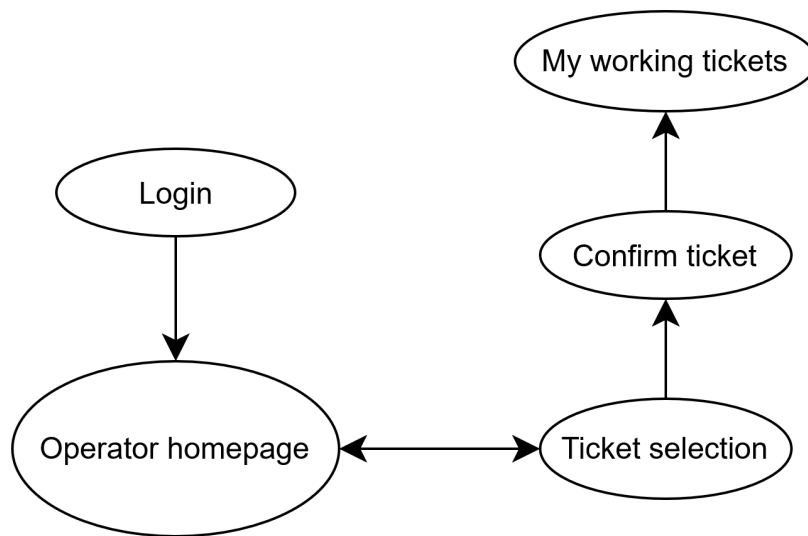 My working tickets
Login
Confirm ticket
Operator homepage
Ticket selection